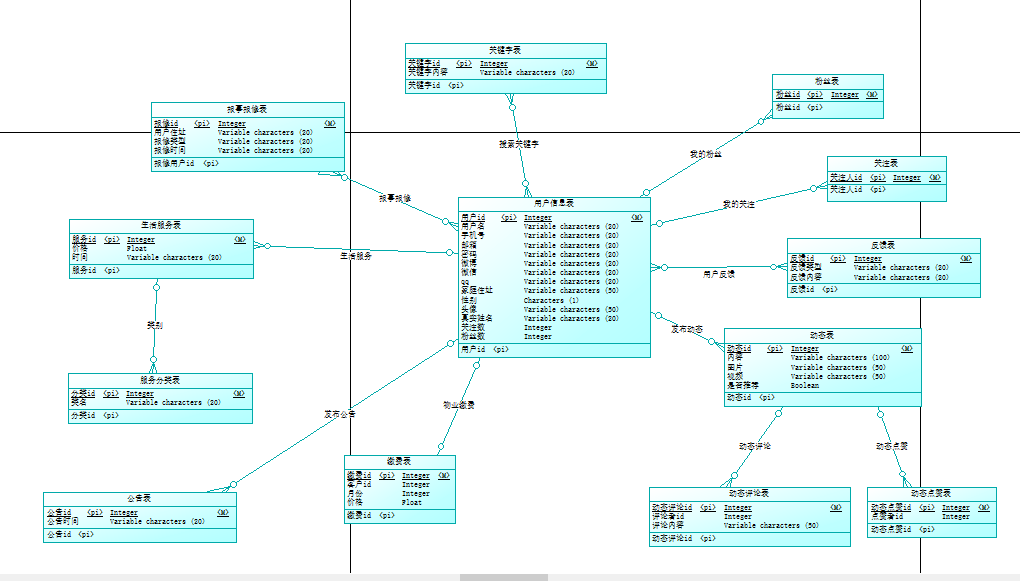 关键字表
关键字id <pi> Integer <M>
关键字内容 Variable characters (20)
关键字id <pi>
粉丝表
粉丝id <pi> Integer <M>
粉丝id <pi>
报事报修表
报修id <pi> Integer <M>
用户住址 Variable characters (20)
报修类型 Variable characters (20)
报修时间 Variable characters (20)
报修用户id <pi>
搜索关键字
我的粉丝
关注表
关注人id <pi> Integer <M>
关注人id <pi>
报事报修
我的关注
用户信息表
用户id <pi> Integer <M>
用户名 Variable characters (20)
手机号 Variable characters (20)
邮箱 Variable characters (20)
密码 Variable characters (20)
微博 Variable characters (20)
微信 Variable characters (20)
qq Variable characters (20)
家庭住址 Variable characters (50)
性别 Characters (1)
头像 Variable characters (50)
真实姓名 Variable characters (20)
关注数 Integer
粉丝数 Integer
用户id <pi>
生活服务表
服务id <pi> Integer <M>
价格 Float
时间 Variable characters (20)
服务id <pi>
生活服务
反馈表
反馈id <pi> Integer <M>
反馈类型 Variable characters (20)
反馈内容 Variable characters (20)
反馈id <pi>
用户反馈
类别
发布动态
动态表
动态id <pi> Integer <M>
内容 Variable characters (100)
图片 Variable characters (50)
视频 Variable characters (50)
是否推荐 Boolean
动态id <pi>
服务分类表
分类id <pi> Integer <M>
类名 Variable characters (20)
分类id <pi>
发布公告
物业缴费
动态评论
动态点赞
缴费表
缴费id <pi> Integer <M>
客户id Integer
月份 Integer
价格 Float
缴费id <pi>
公告表
公告id <pi> Integer <M>
公告时间 Variable characters (20)
公告id <pi>
动态评论表
动态评论id <pi> Integer <M>
评论者id Integer
评论内容 Variable characters (50)
动态评论id <pi>
动态点赞表
动态点赞id <pi> Integer <M>
点赞者id Integer
动态点赞id <pi>